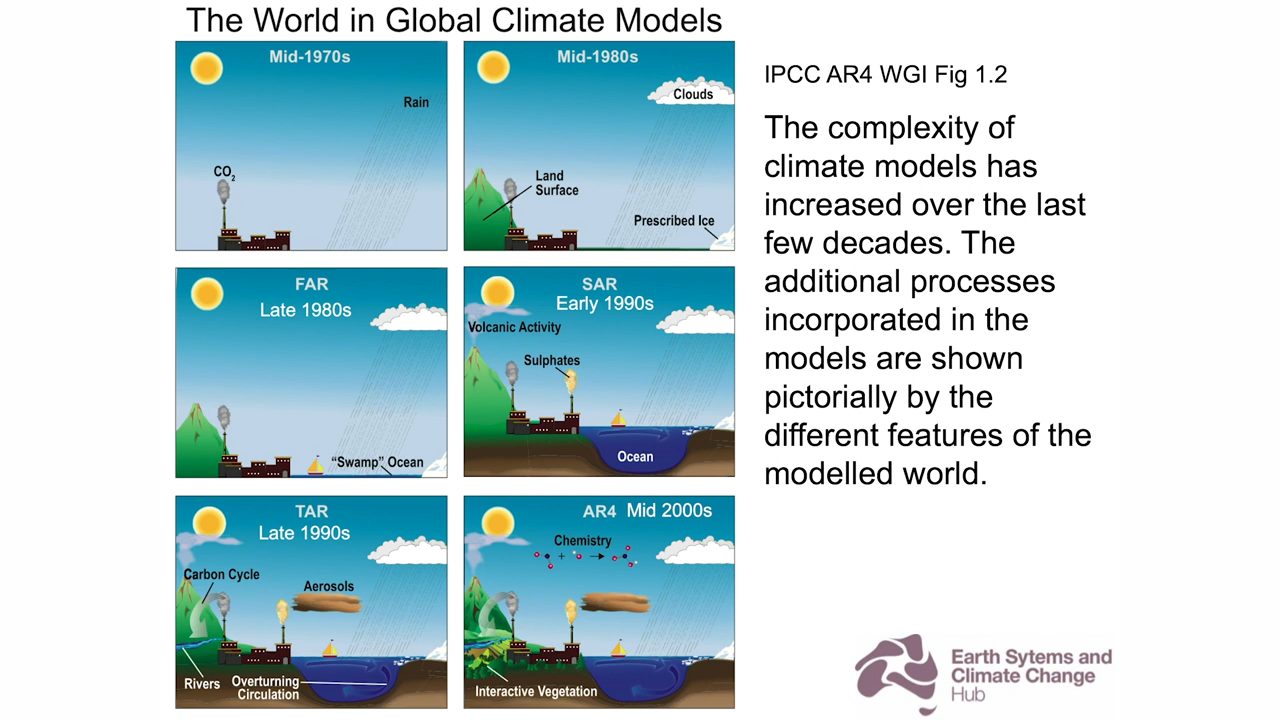 The World in Global Climate Models
Mid-1970s
Rain
CO₂
Mid-1980s
Clouds
Land
Surface
Prescribed Ice
FAR
Late 1980s
"Swamp" Ocean
SAR
Early 1990s
Volcanic Activity
Sulphates
Ocean
TAR
Late 1990s
Carbon Cycle
Aerosols
Rivers
Overturning
Circulation
AR4 Mid 2000s
Chemistry
+
Interactive Vegetation
IPCC AR4 WGI Fig 1.2
The complexity of
climate models has
increased over the last
few decades. The
additional processes
incorporated in the
models are shown
pictorially by the
different features of the
modelled world.
Earth Sytems and
Climate Change
Hub